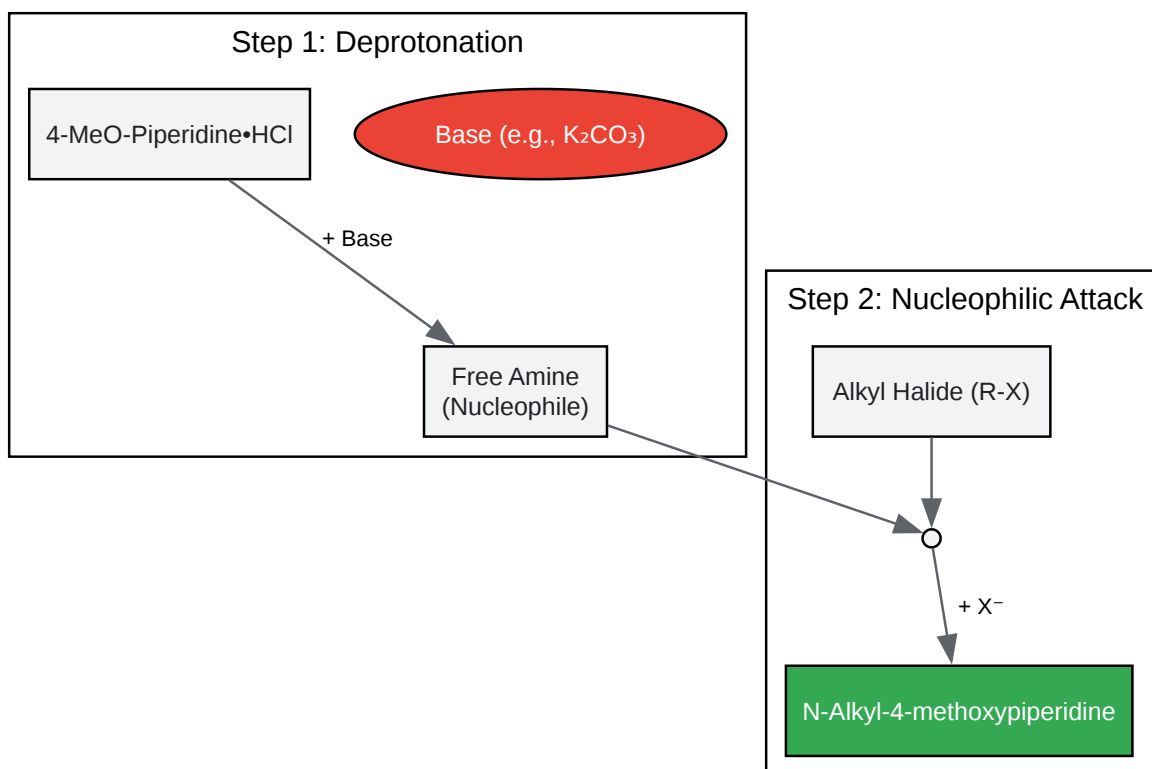 Step 1: Deprotonation
4-MeO-Piperidine•HCl
Base (e.g., K₂CO₃)
+ Base
Free Amine
(Nucleophile)
Step 2: Nucleophilic Attack
Alkyl Halide (R-X)
+ X⁻
N-Alkyl-4-methoxypiperidine